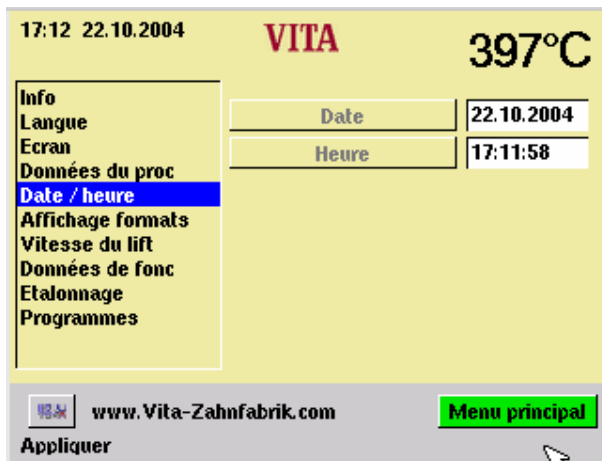 17:12 22.10.2004
VITA
397°C
Info
Langue
Ecran
Données du proc
Date / heure
Affichage formats
Vitesse du lift
Données de fonc
Etalonnage
Programmes
Date 22.10.2004
Heure 17:11:58
www.Vita-Zahnfabrik.com
Menu principal
Appliquer